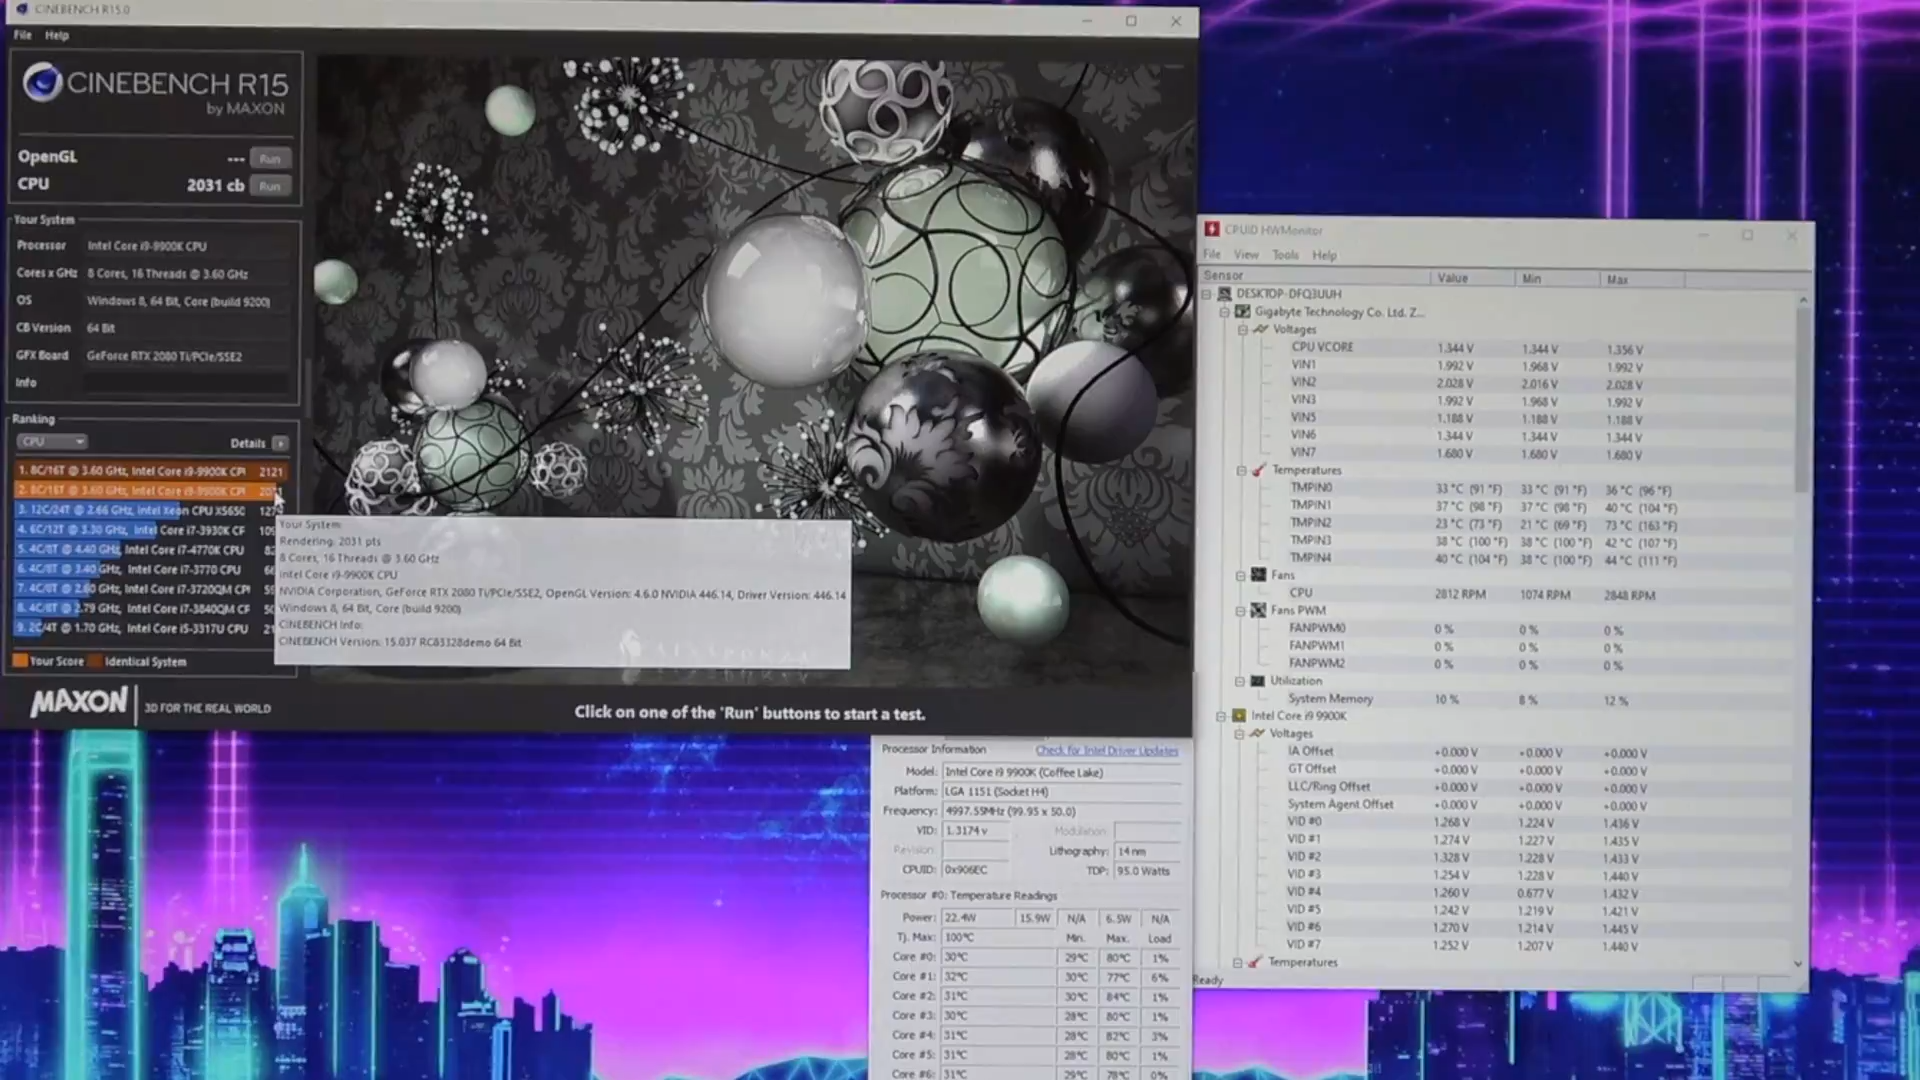 CINEBENCH R15.0
File Help
CINEBENCH R15
by MAXON
OpenGL --- Run
CPU 2031 cb Run
Your System
Processor Intel Core i9-9900K CPU
Cores x GHz 8 Cores, 16 Threads @ 3.60 GHz
OS Windows 8, 64 Bit, Core (build 9200)
CB Version 64 Bit
GFX Board GeForce RTX 2080 Ti/PCIe/SSE2
Info
Ranking
CPU Details
1. 8C/16T @ 3.60 GHz, Intel Core i9-9900K CPU 2121
2. 8C/16T @ 3.60 GHz, Intel Core i9-9900K CPU
3. 12C/24T @ 2.66 GHz, Intel Xeon CPU X5650
4. 6C/12T @ 3.30 GHz, Intel Core i7-3930K CP
5. 4C/8T @ 4.40 GHz, Intel Core i7-4770K CPU
6. 4C/8T @ 3.40 GHz, Intel Core i7-3770 CPU
7. 4C/8T @ 2.60 GHz, Intel Core i7-3720QM CPU
8. 4C/8T @ 2.79 GHz, Intel Core i7-3840QM CP
9. 2C/4T @ 1.70 GHz, Intel Core i5-3317U CPU
Your Score Identical System
MAXON 3D FOR THE REAL WORLD
Your System
Rendering: 2031 pts
8 Cores, 16 Threads @ 3.60 GHz
Intel Core i9-9900K CPU
NVIDIA Corporation, GeForce RTX 2080 Ti/PCIe/SSE2, OpenGL Version: 4.6.0 NVIDIA 446.14, Driver Version: 446.14
Windows 8, 64 Bit, Core (build 9200)
CINEBENCH Info:
CINEBENCH Version: 15.037 RC83328demo 64 Bit
Click on one of the 'Run' buttons to start a test.
Processor Information Check for Intel Driver Updates
Model: Intel Core i9 9900K (Coffee Lake)
Platform: LGA 1151 (Socket H4)
Frequency: 4997.55MHz (99.95 x 50.0)
VID: 1.3174 v Modulation:
Revision: Lithography: 14 nm
CPUID: 0x906EC TDP: 95.0 Watts
Processor #0: Temperature Readings
Power: 22.4W 15.9W N/A 6.5W N/A
Tj. Max: 100°C Min. Max. Load
Core #0: 30°C 29°C 80°C 1%
Core #1: 32°C 30°C 77°C 6%
Core #2: 31°C 30°C 84°C 1%
Core #3: 30°C 28°C 80°C 1%
Core #4: 31°C 28°C 82°C 3%
Core #5: 31°C 28°C 80°C 1%
Core #6: 31°C 29°C 78°C 0%
CPUID HWMonitor
File View Tools Help
Sensor Value Min Max
DESKTOP-DFQ3UUH
Gigabyte Technology Co. Ltd. Z...
Voltages
CPU VCORE 1.344 V 1.344 V 1.356 V
VIN1 1.992 V 1.968 V 1.992 V
VIN2 2.028 V 2.016 V 2.028 V
VIN3 1.992 V 1.968 V 1.992 V
VIN5 1.188 V 1.188 V 1.188 V
VIN6 1.344 V 1.344 V 1.344 V
VIN7 1.680 V 1.680 V 1.680 V
Temperatures
TMPIN0 33 °C (91 °F) 33 °C (91 °F) 36 °C (96 °F)
TMPIN1 37 °C (98 °F) 37 °C (98 °F) 40 °C (104 °F)
TMPIN2 23 °C (73 °F) 21 °C (69 °F) 73 °C (163 °F)
TMPIN3 38 °C (100 °F) 38 °C (100 °F) 42 °C (107 °F)
TMPIN4 40 °C (104 °F) 38 °C (100 °F) 44 °C (111 °F)
Fans
CPU 2812 RPM 1074 RPM 2848 RPM
Fans PWM
FANPWM0 0 % 0 % 0 %
FANPWM1 0 % 0 % 0 %
FANPWM2 0 % 0 % 0 %
Utilization
System Memory 10 % 8 % 12 %
Intel Core i9 9900K
Voltages
IA Offset +0.000 V +0.000 V +0.000 V
GT Offset +0.000 V +0.000 V +0.000 V
LLC/Ring Offset +0.000 V +0.000 V +0.000 V
System Agent Offset +0.000 V +0.000 V +0.000 V
VID #0 1.268 V 1.224 V 1.436 V
VID #1 1.274 V 1.227 V 1.435 V
VID #2 1.328 V 1.228 V 1.433 V
VID #3 1.254 V 1.228 V 1.440 V
VID #4 1.260 V 0.677 V 1.432 V
VID #5 1.242 V 1.219 V 1.421 V
VID #6 1.270 V 1.214 V 1.445 V
VID #7 1.252 V 1.207 V 1.440 V
Temperatures
Ready